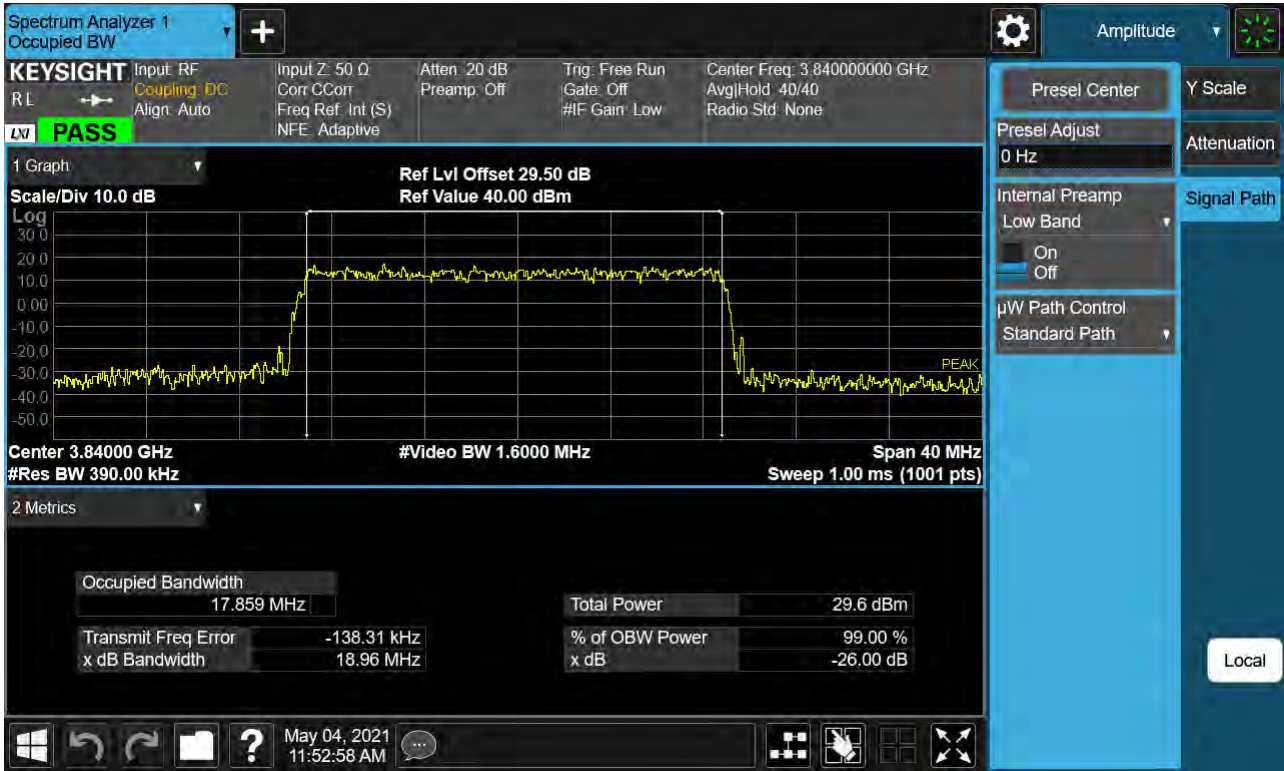 Spectrum Analyzer 1
Occupied BW
+
Amplitude
KEYSIGHT
R L
LXI PASS
Input: RF
Coupling: DC
Align: Auto
Input Z: 50 Ω
Corr CCorr
Freq Ref: Int (S)
NFE: Adaptive
Atten: 20 dB
Preamp: Off
Trig: Free Run
Gate: Off
#IF Gain: Low
Center Freq: 3.840000000 GHz
Avg|Hold: 40/40
Radio Std: None
1 Graph
Scale/Div 10.0 dB
Ref Lvl Offset 29.50 dB
Ref Value 40.00 dBm
Log
30.0
20.0
10.0
0.00
-10.0
-20.0
-30.0
-40.0
-50.0
PEAK
Center 3.84000 GHz
#Video BW 1.6000 MHz
Span 40 MHz
#Res BW 390.00 kHz
Sweep 1.00 ms (1001 pts)
2 Metrics
Occupied Bandwidth
17.859 MHz
Total Power 29.6 dBm
Transmit Freq Error -138.31 kHz
% of OBW Power 99.00 %
x dB Bandwidth 18.96 MHz
x dB -26.00 dB
Presel Center
Presel Adjust
0 Hz
Internal Preamp
Low Band
On
Off
µW Path Control
Standard Path
Y Scale
Attenuation
Signal Path
Local
?
May 04, 2021
11:52:58 AM